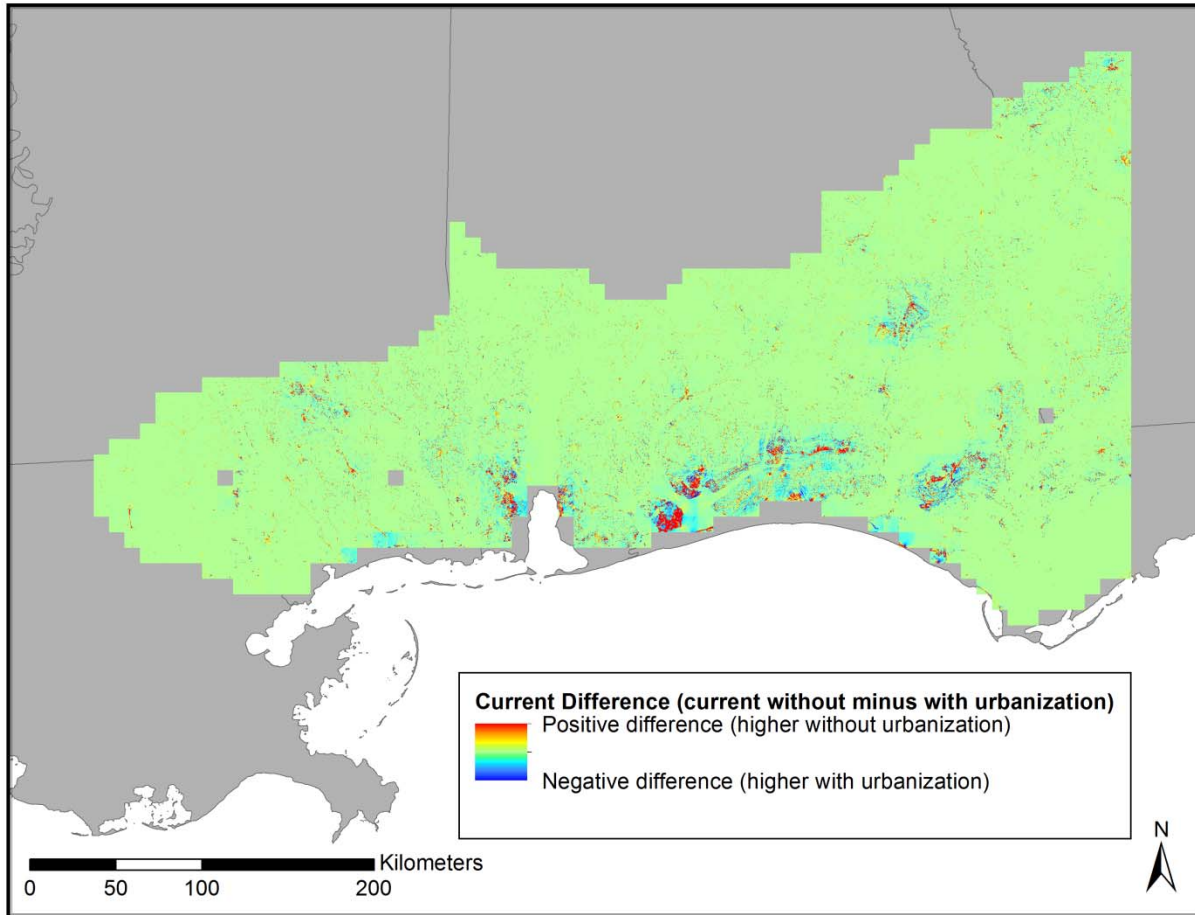 Current Difference (current without minus with urbanization)
Positive difference (higher without urbanization)
Negative difference (higher with urbanization)
Kilometers
0 50 100 200
N